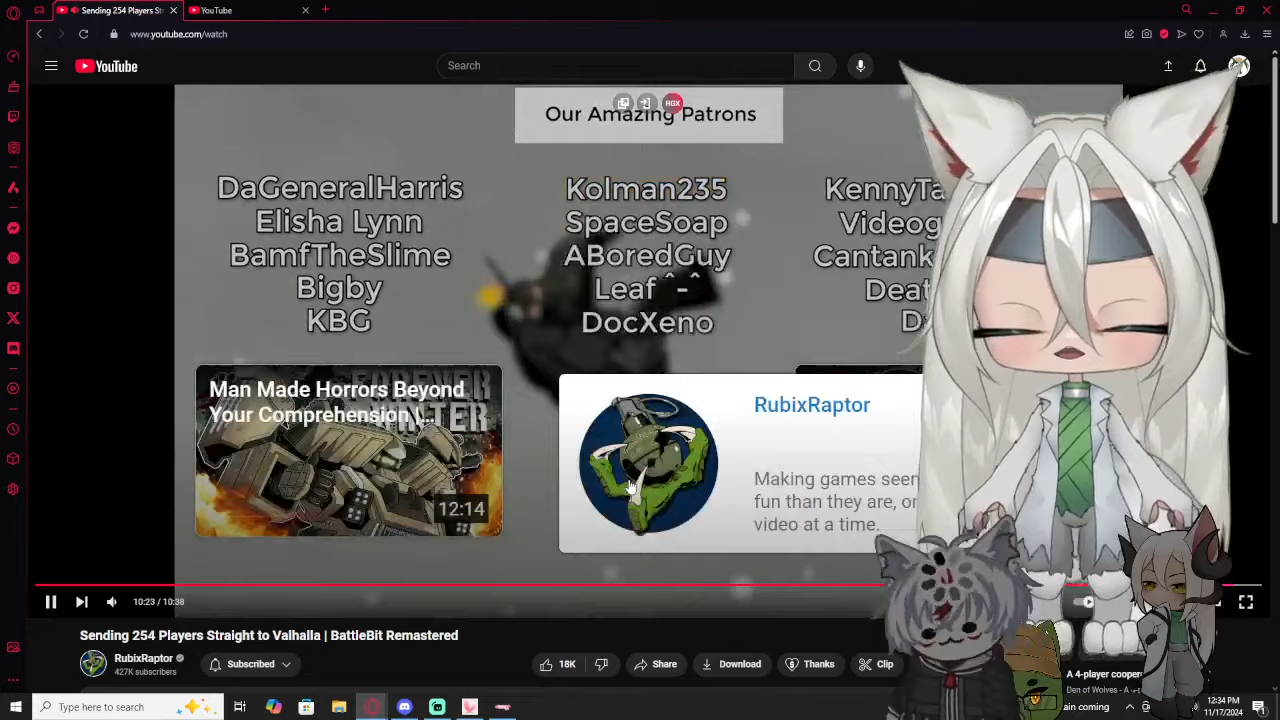 Sending 254 Players St
YouTube
www.youtube.com/watch
YouTube
Search
RGX
Our Amazing Patrons
DaGeneralHarris
Elisha Lynn
BamfTheSlime
Bigby
KBG
Kolman235
SpaceSoap
ABoredGuy
Leaf ^-^
DocXeno
KennyTa
Videog
Cantank
Deat
D
Man Made Horrors Beyond
Your Comprehension |...
12:14
RubixRaptor
Making games seem
fun than they are, on
video at a time.
10:23 / 10:38
Sending 254 Players Straight to Valhalla | BattleBit Remastered
RubixRaptor
427K subscribers
Subscribed
18K
Share
Download
Thanks
Clip
A 4-player cooper
Den of Wolves - A
Type here to search
ain coming
12:34 PM
11/17/2024